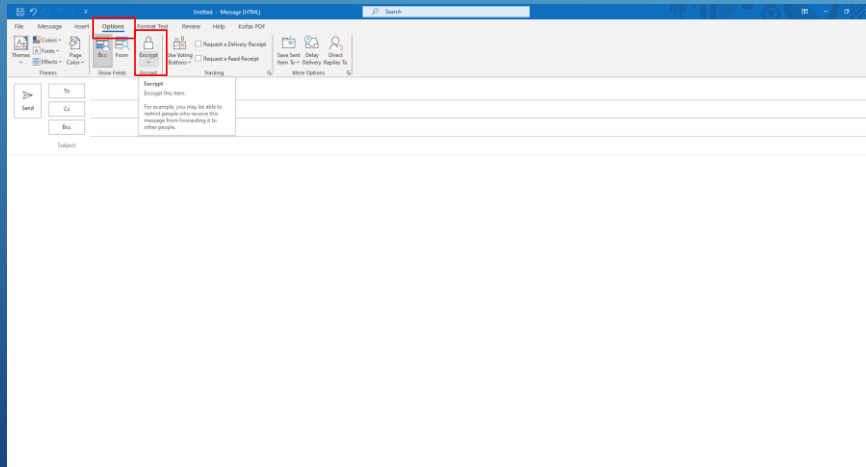 Untitled - Message (HTML)
Search
File Message Insert Options Format Text Review Help Kofax PDF
Themes
Colors
Fonts
Effects
Page
Color
Bcc
From
Encrypt
Use Voting
Buttons
Request a Delivery Receipt
Request a Read Receipt
Save Sent
Item To
Delay
Delivery
Direct
Replies To
Themes
Show Fields
Encrypt
Tracking
More Options
Encrypt
Encrypt this item.
For example, you may be able to
restrict people who receive this
message from forwarding it to
other people.
Send
To
Cc
Bcc
Subject